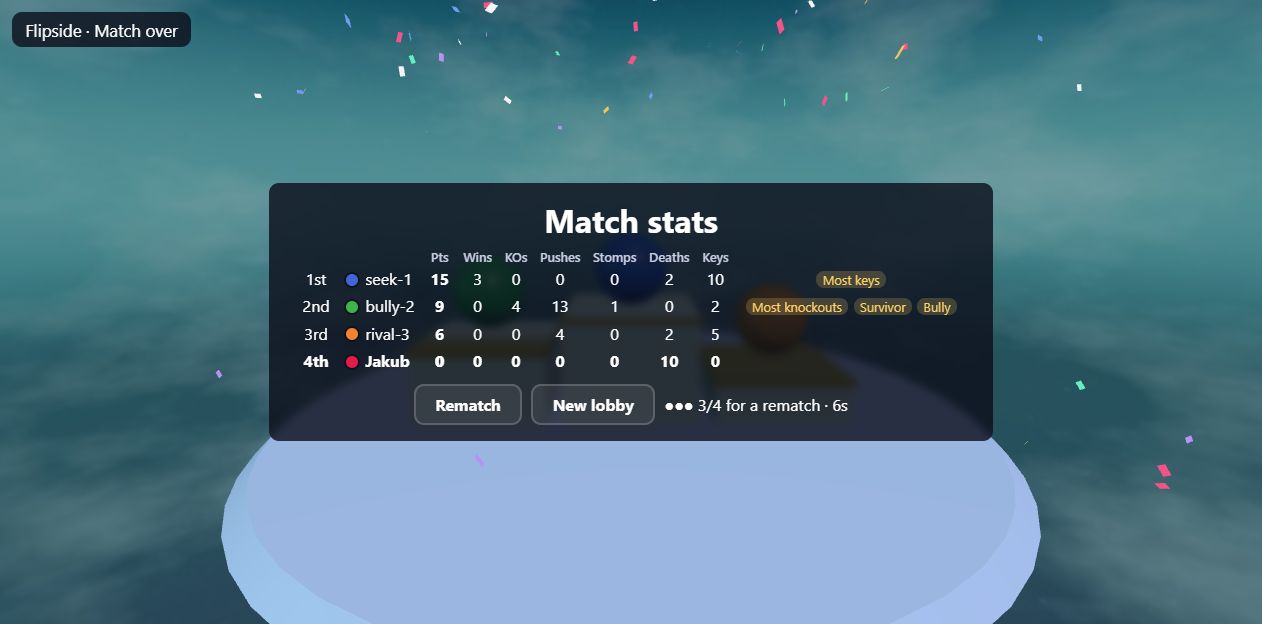 Flipside · Match over
Match stats
Pts Wins KOs Pushes Stomps Deaths Keys
1st seek-1 15 3 0 0 0 2 10 Most keys
2nd bully-2 9 0 4 13 1 0 2 Most knockouts Survivor Bully
3rd rival-3 6 0 0 4 0 2 5
4th Jakub 0 0 0 0 0 10 0
Rematch New lobby ●●● 3/4 for a rematch · 6s